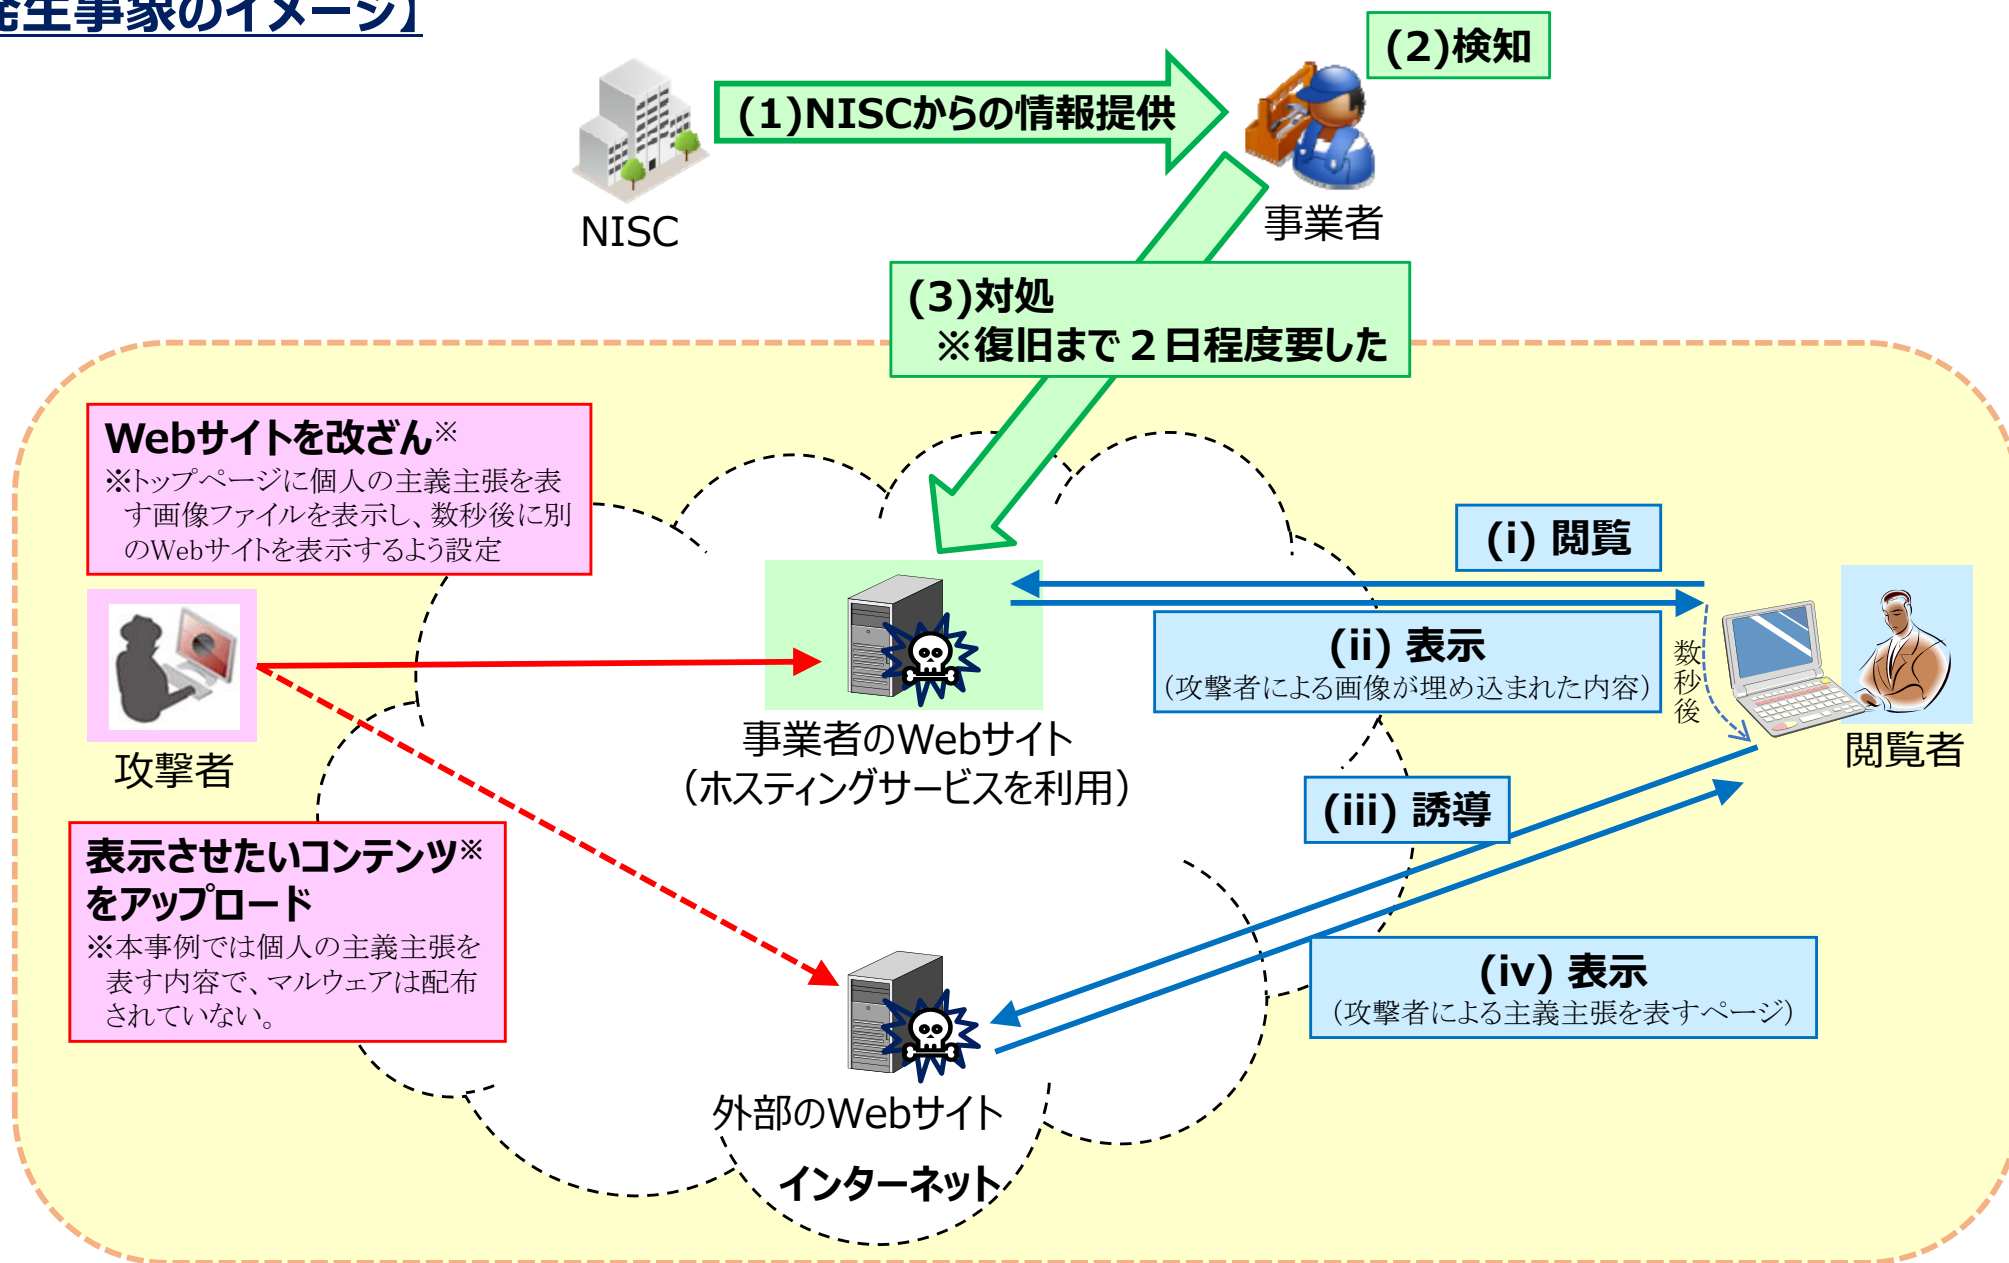 発生事象のイメージ】
(2)検知
(1)NISCからの情報提供
NISC
事業者
(3)対処
※復旧まで２日程度要した
Webサイトを改ざん※
※トップページに個人の主義主張を表
す画像ファイルを表示し、数秒後に別
のWebサイトを表示するよう設定
(i) 閲覧
(ii) 表示
（攻撃者による画像が埋め込まれた内容）
数秒後
攻撃者
事業者のWebサイト
（ホスティングサービスを利用）
閲覧者
(iii) 誘導
表示させたいコンテンツ※
をアップロード
※本事例では個人の主義主張を
表す内容で、マルウェアは配布
されていない。
(iv) 表示
（攻撃者による主義主張を表すページ）
外部のWebサイト
インターネット